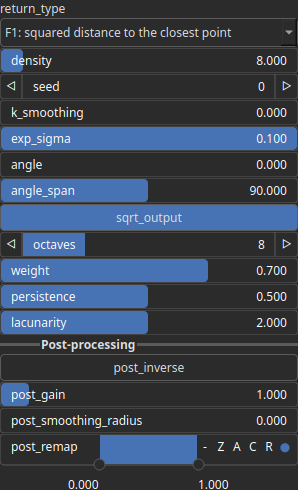 return_type
F1: squared distance to the closest point
density 8.000
seed 0
k_smoothing 0.000
exp_sigma 0.100
angle 0.000
angle_span 90.000
sqrt_output
octaves 8
weight 0.700
persistence 0.500
lacunarity 2.000
Post-processing
post_inverse
post_gain 1.000
post_smoothing_radius 0.000
post_remap - Z A C R
0.000 1.000